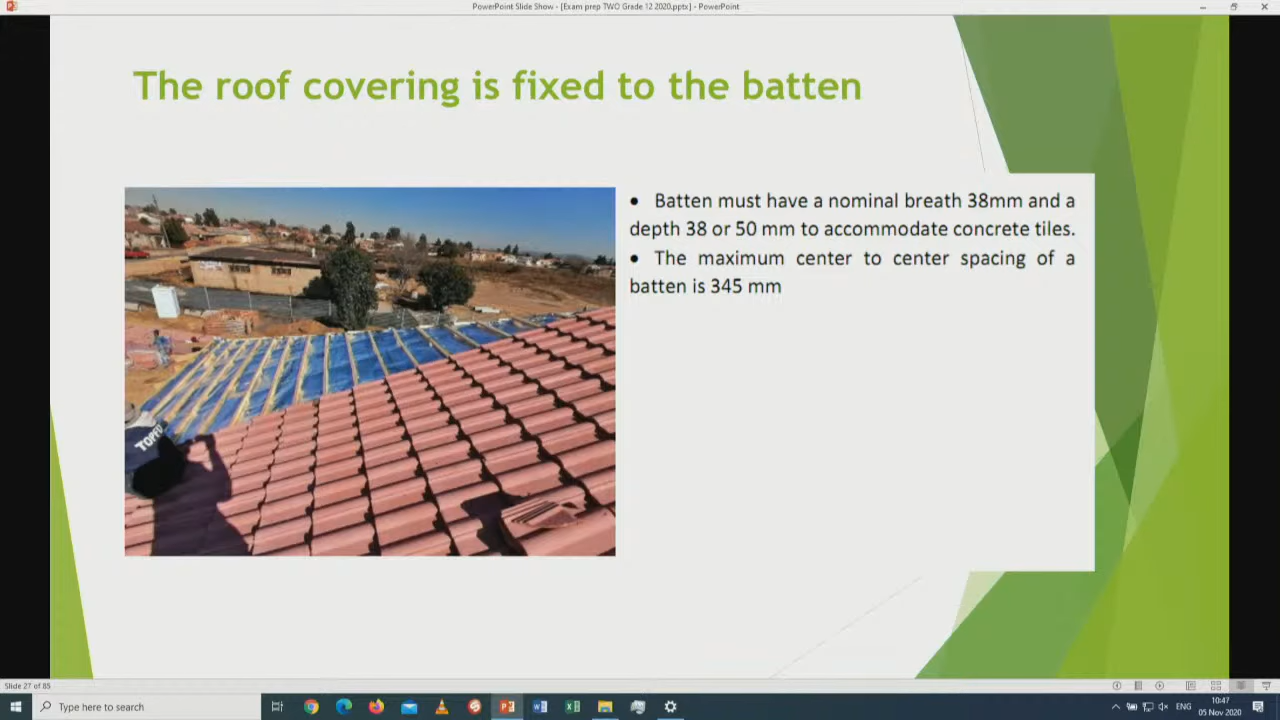 PowerPoint Slide Show - [Exam prep TWO Grade 12 2020.pptx] - PowerPoint
The roof covering is fixed to the batten
• Batten must have a nominal breath 38mm and a
depth 38 or 50 mm to accommodate concrete tiles.
• The maximum center to center spacing of a
batten is 345 mm
TOPFI
Slide 27 of 85
Type here to search
ENG
10:47
05 Nov 2020